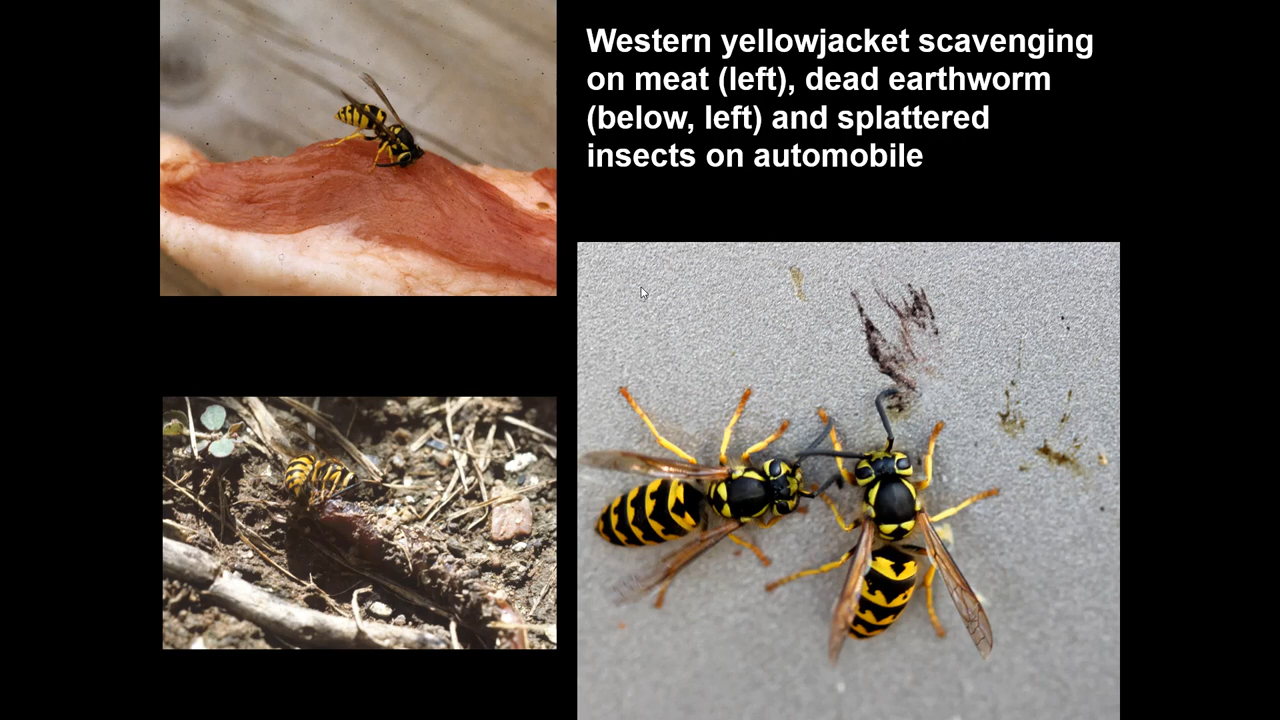 Western yellowjacket scavenging
on meat (left), dead earthworm
(below, left) and splattered
insects on automobile